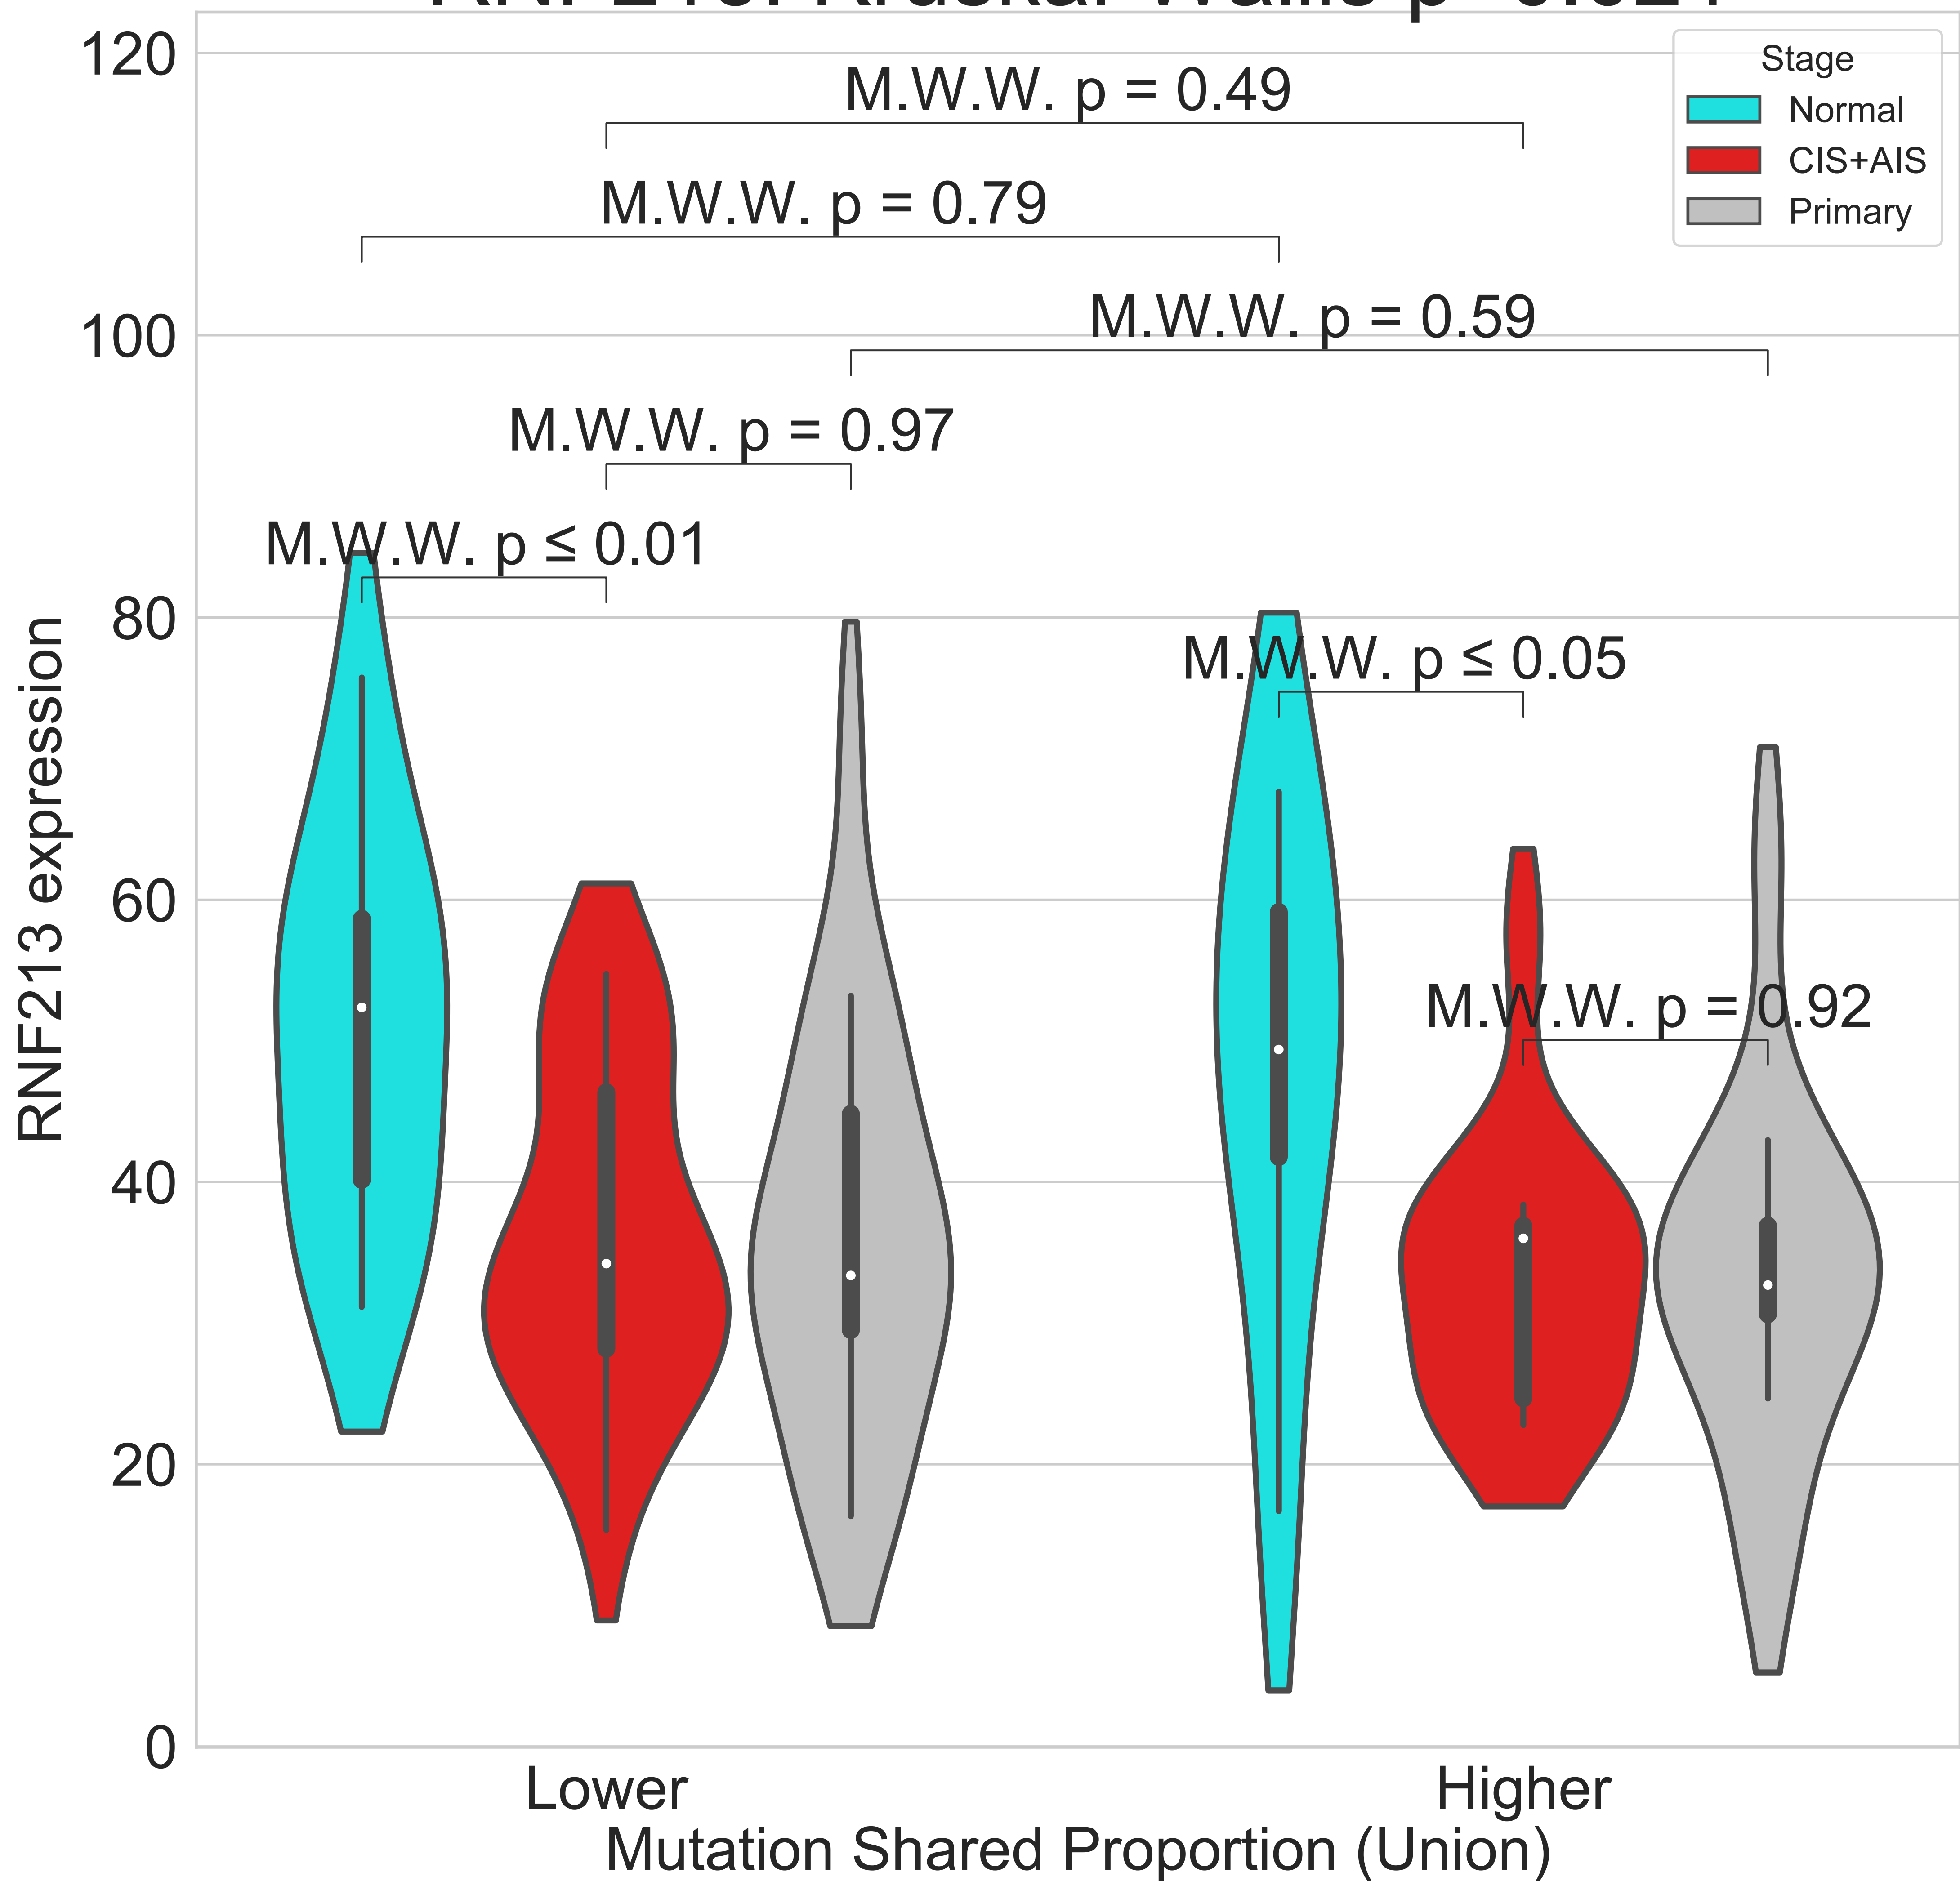 120
100
80
60
40
20
0
RNF213 expression
M.W.W. p = 0.49
M.W.W. p = 0.79
M.W.W. p = 0.59
M.W.W. p = 0.97
M.W.W. p ≤ 0.01
M.W.W. p ≤ 0.05
M.W.W. p = 0.92
Stage
Normal
CIS+AIS
Primary
Lower
Higher
Mutation Shared Proportion (Union)